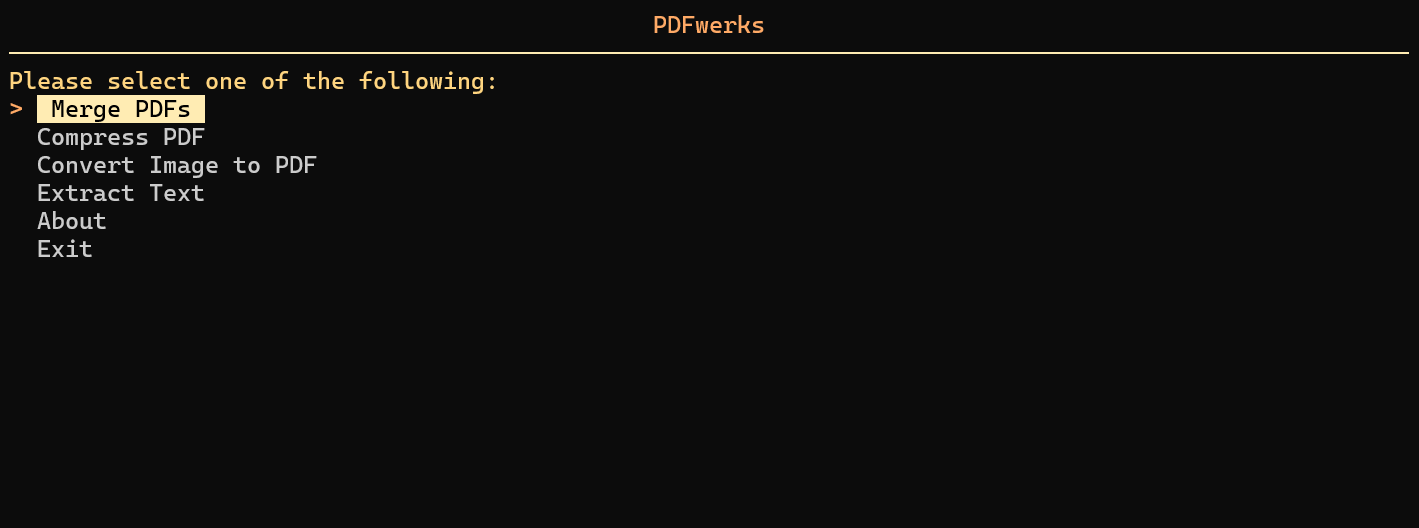 PDFwerks
Please select one of the following:
> Merge PDFs
Compress PDF
Convert Image to PDF
Extract Text
About
Exit